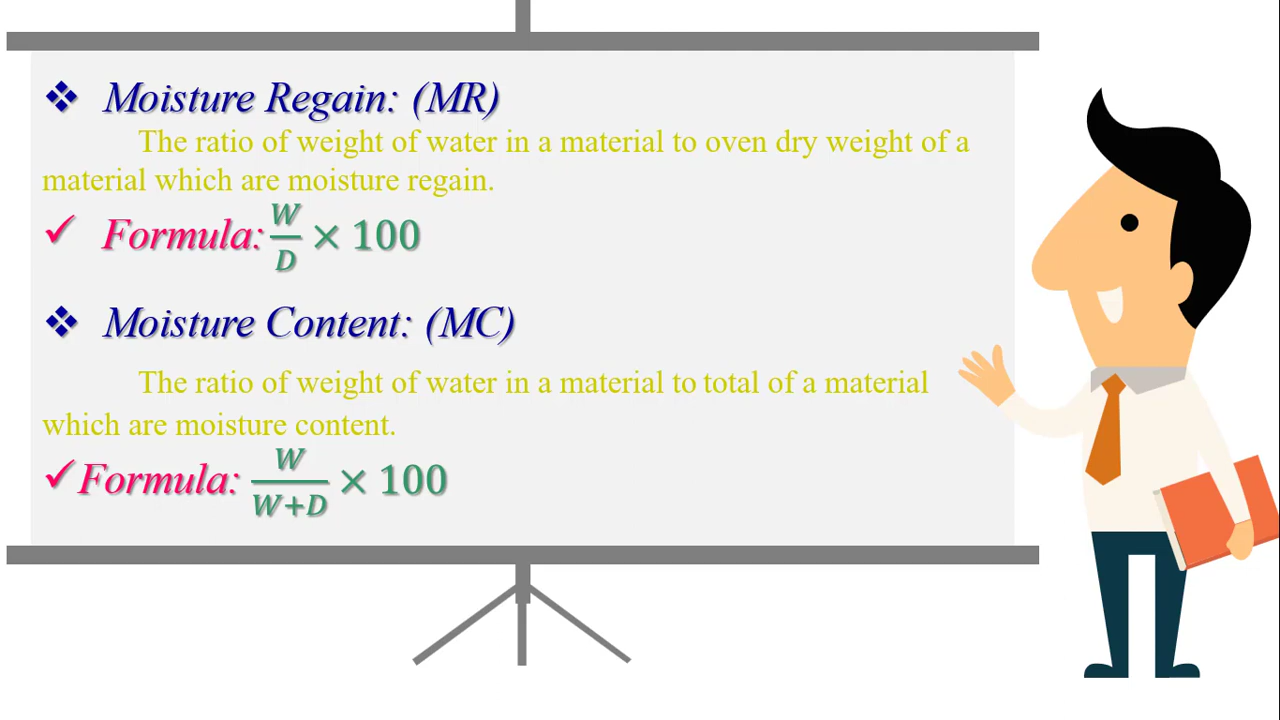 ❖ Moisture Regain: (MR)
The ratio of weight of water in a material to oven dry weight of a
material which are moisture regain.
✓ Formula: W/D × 100
❖ Moisture Content: (MC)
The ratio of weight of water in a material to total of a material
which are moisture content.
✓ Formula: W/(W+D) × 100